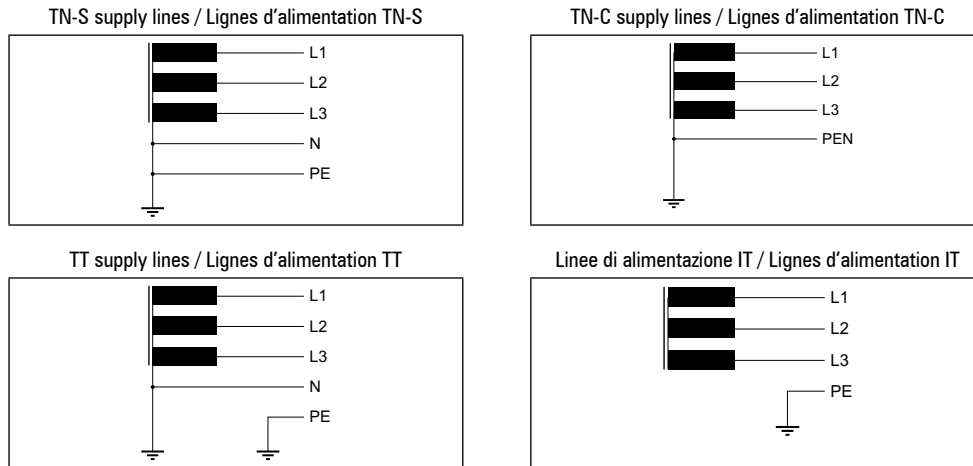 TN-S supply lines / Lignes d’alimentation TN-S
L1
L2
L3
N
PE
TN-C supply lines / Lignes d’alimentation TN-C
L1
L2
L3
PEN
TT supply lines / Lignes d’alimentation TT
L1
L2
L3
N
PE
Linee di alimentazione IT / Lignes d’alimentation IT
L1
L2
L3
PE